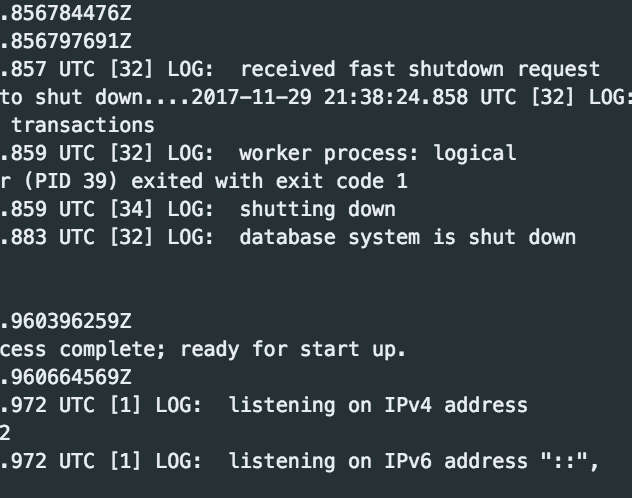 .856784476Z
.856797691Z
.857 UTC [32] LOG:  received fast shutdown request
to shut down....2017-11-29 21:38:24.858 UTC [32] LOG:
transactions
.859 UTC [32] LOG:  worker process: logical
r (PID 39) exited with exit code 1
.859 UTC [34] LOG:  shutting down
.883 UTC [32] LOG:  database system is shut down
.960396259Z
cess complete; ready for start up.
.960664569Z
.972 UTC [1] LOG:  listening on IPv4 address
2
.972 UTC [1] LOG:  listening on IPv6 address "::",